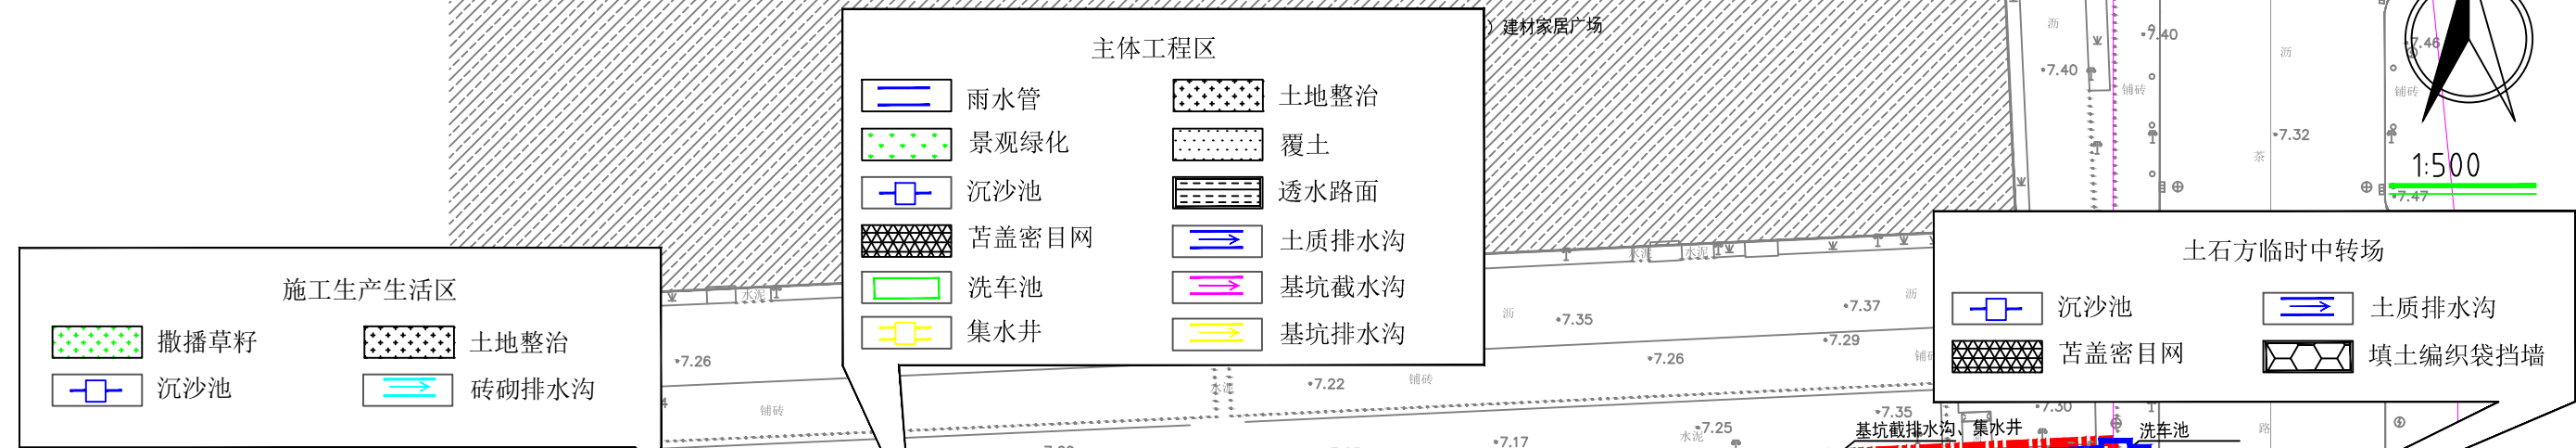 施工生产生活区
撒播草籽
土地整治
沉沙池
砖砌排水沟
主体工程区
雨水管
土地整治
景观绿化
覆土
沉沙池
透水路面
苫盖密目网
土质排水沟
洗车池
基坑截水沟
集水井
基坑排水沟
土石方临时中转场
沉沙池
土质排水沟
苫盖密目网
填土编织袋挡墙
）建材家居广场
1:500
沥
7.40
7.40
铺砖
沥
7.46
铺砖
7.32
茶
7.47
水泥
水泥
水泥
沥
7.35
7.37
沥
7.29
7.26
7.26
7.22
铺砖
水泥
铺砖
7.35
7.30
7.25
水泥
7.17
路
基坑截排水沟、集水井
洗车池